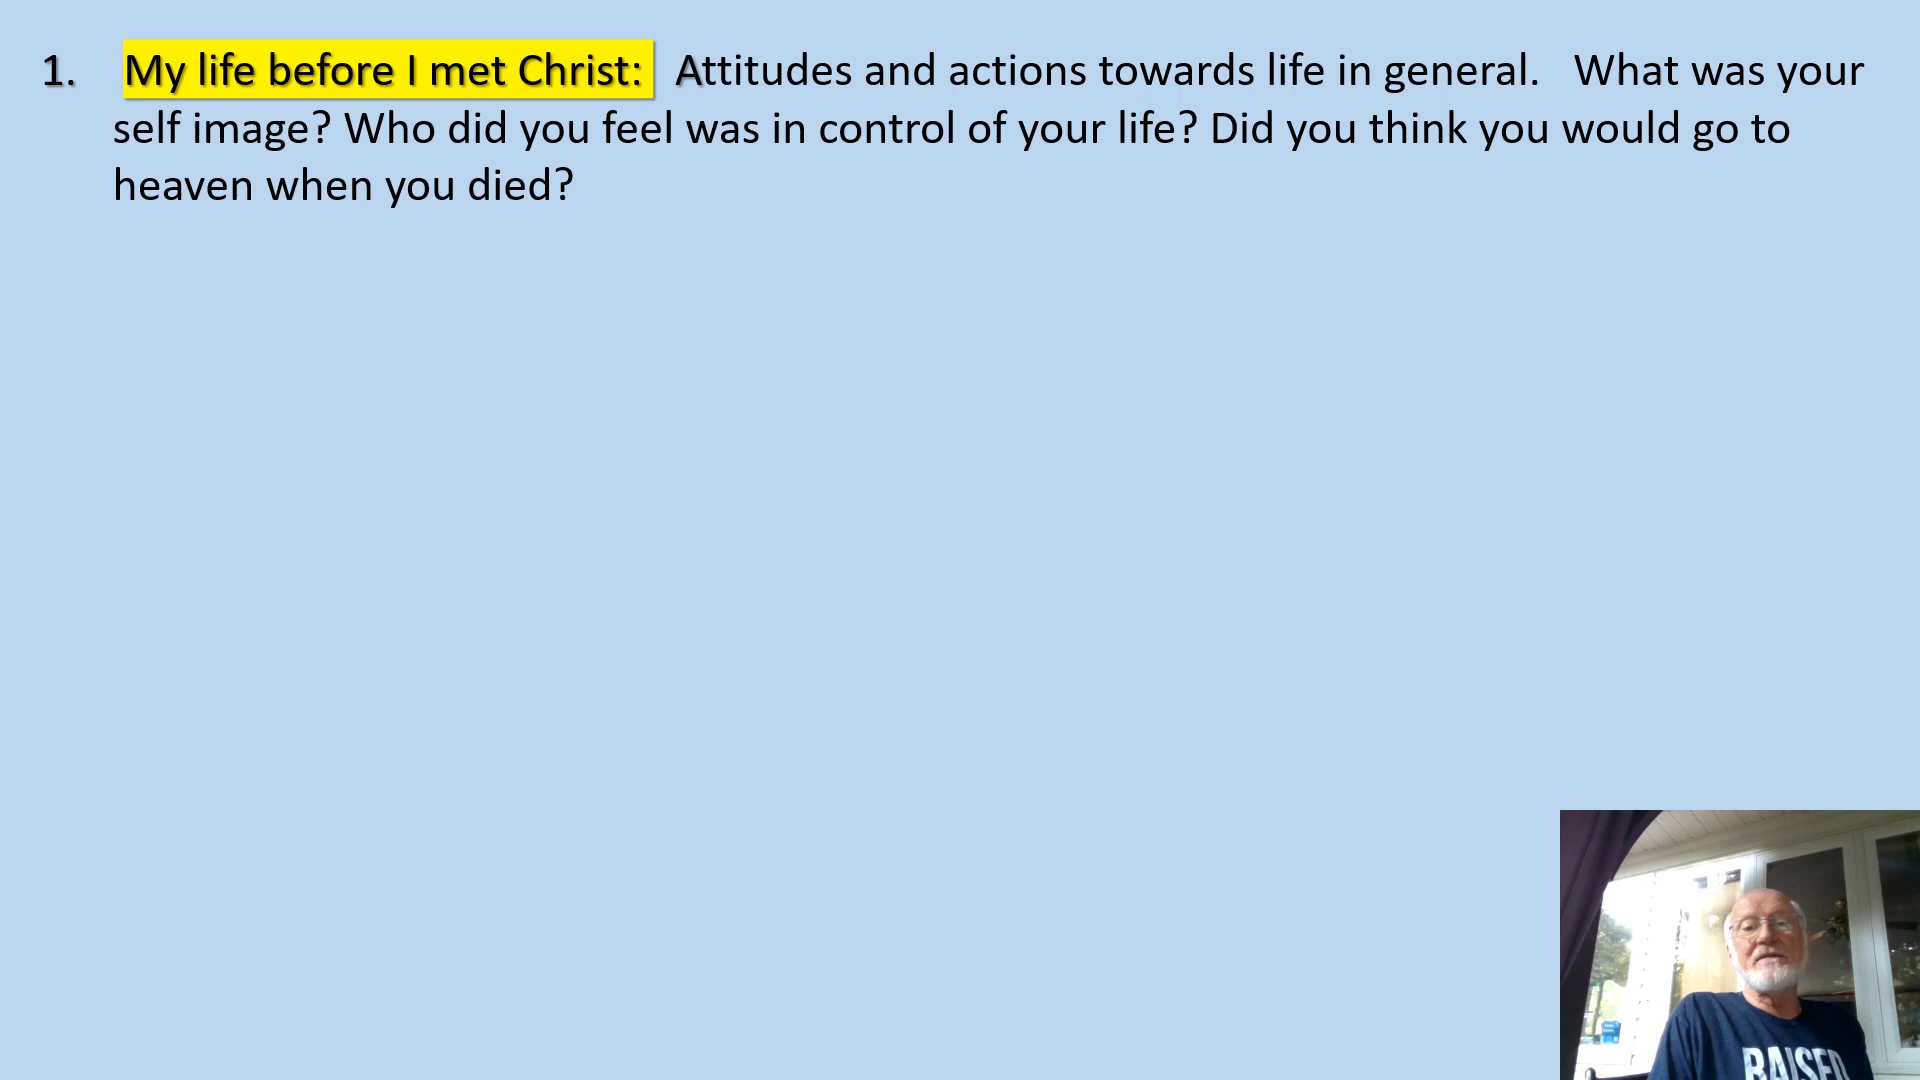 1. My life before I met Christ: Attitudes and actions towards life in general. What was your
self image? Who did you feel was in control of your life? Did you think you would go to
heaven when you died?
RAISED